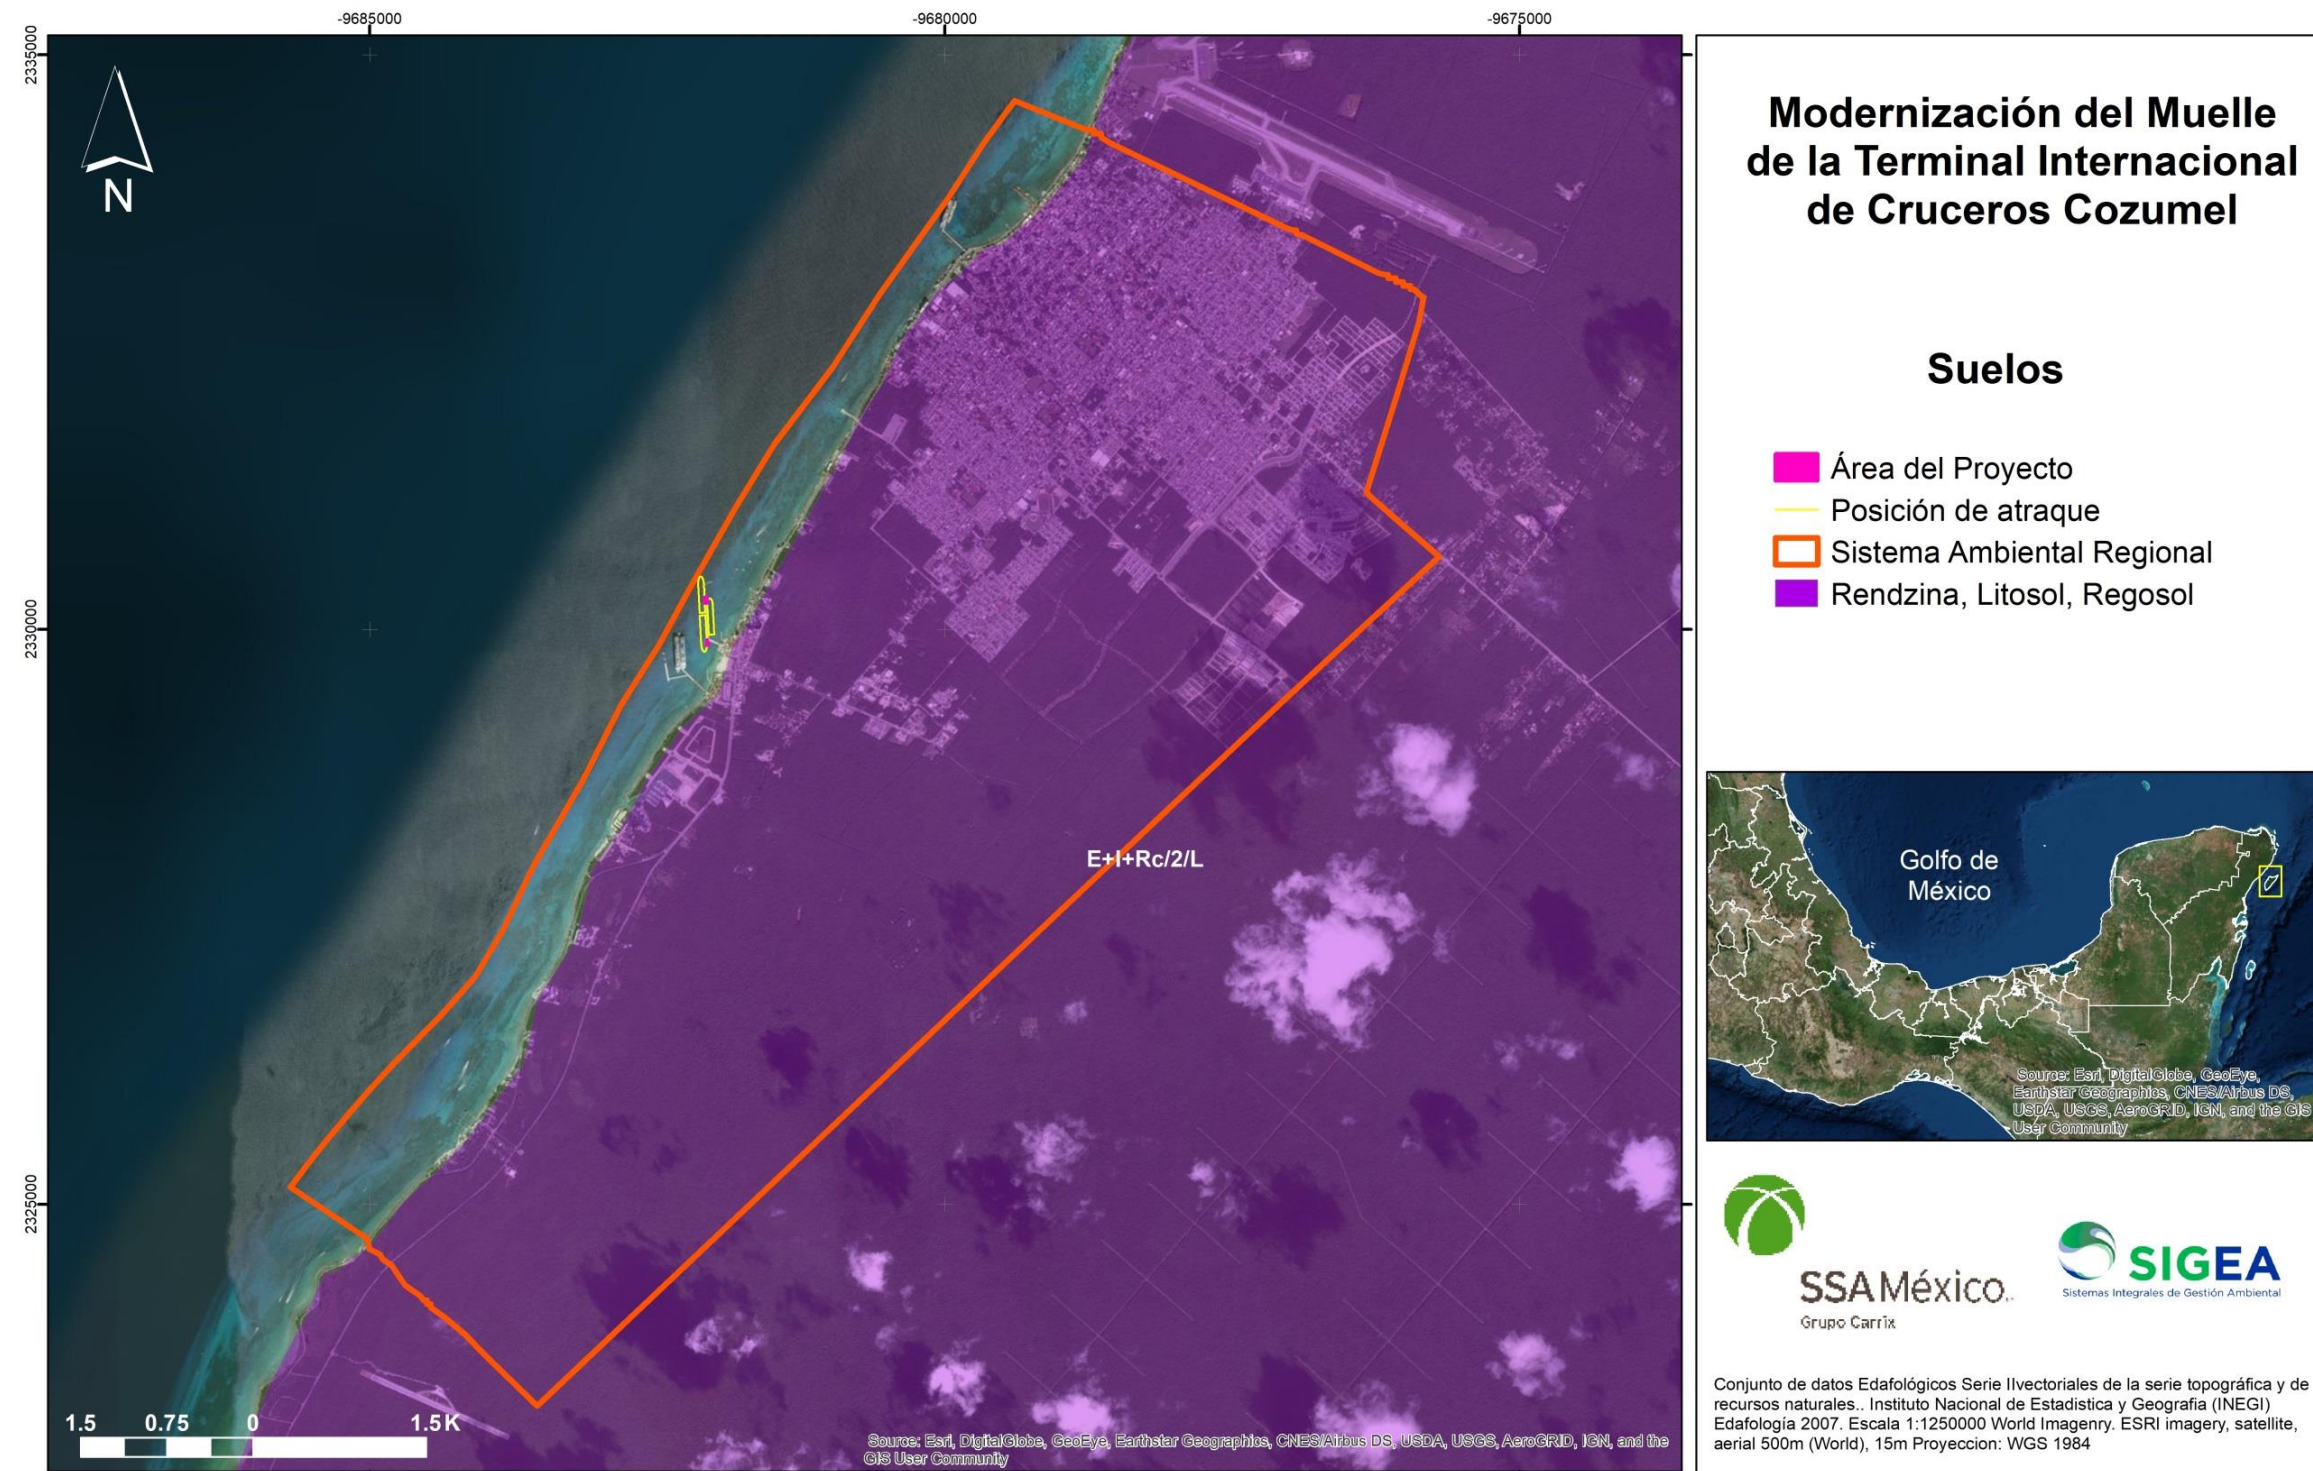 -9685000
-9680000
-9675000
2335000
2330000
2325000
N
E+I+Rc/2/L
1.5
0.75
0
1.5K
Source: Esri, DigitalGlobe, GeoEye, Earthstar Geographics, CNES/Airbus DS, USDA, USGS, AeroGRID, IGN, and the
GIS User Community
Modernización del Muelle
de la Terminal Internacional
de Cruceros Cozumel
Suelos
Área del Proyecto
Posición de atraque
Sistema Ambiental Regional
Rendzina, Litosol, Regosol
Golfo de
México
Source: Esri, DigitalGlobe, GeoEye,
Earthstar Geographics, CNES/Airbus DS,
USDA, USGS, AeroGRID, IGN, and the GIS
User Community
SSA México
Grupo Carrix
SIGEA
Sistemas Integrales de Gestión Ambiental
Conjunto de datos Edafológicos Serie IIvectoriales de la serie topográfica y de
recursos naturales.. Instituto Nacional de Estadistica y Geografia (INEGI)
Edafología 2007. Escala 1:1250000 World Imagenry. ESRI imagery, satellite,
aerial 500m (World), 15m Proyeccion: WGS 1984